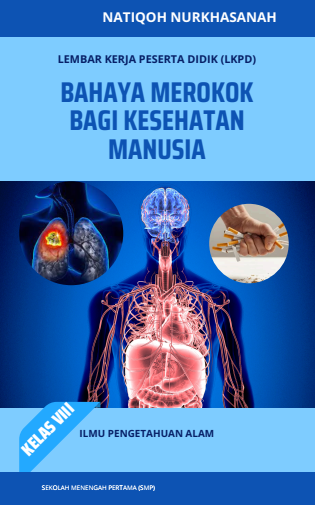 NATIQOH NURKHASANAH
LEMBAR KERJA PESERTA DIDIK (LKPD)
BAHAYA MEROKOK
BAGI KESEHATAN
MANUSIA
KELAS VIII
ILMU PENGETAHUAN ALAM
SEKOLAH MENENGAH PERTAMA (SMP)